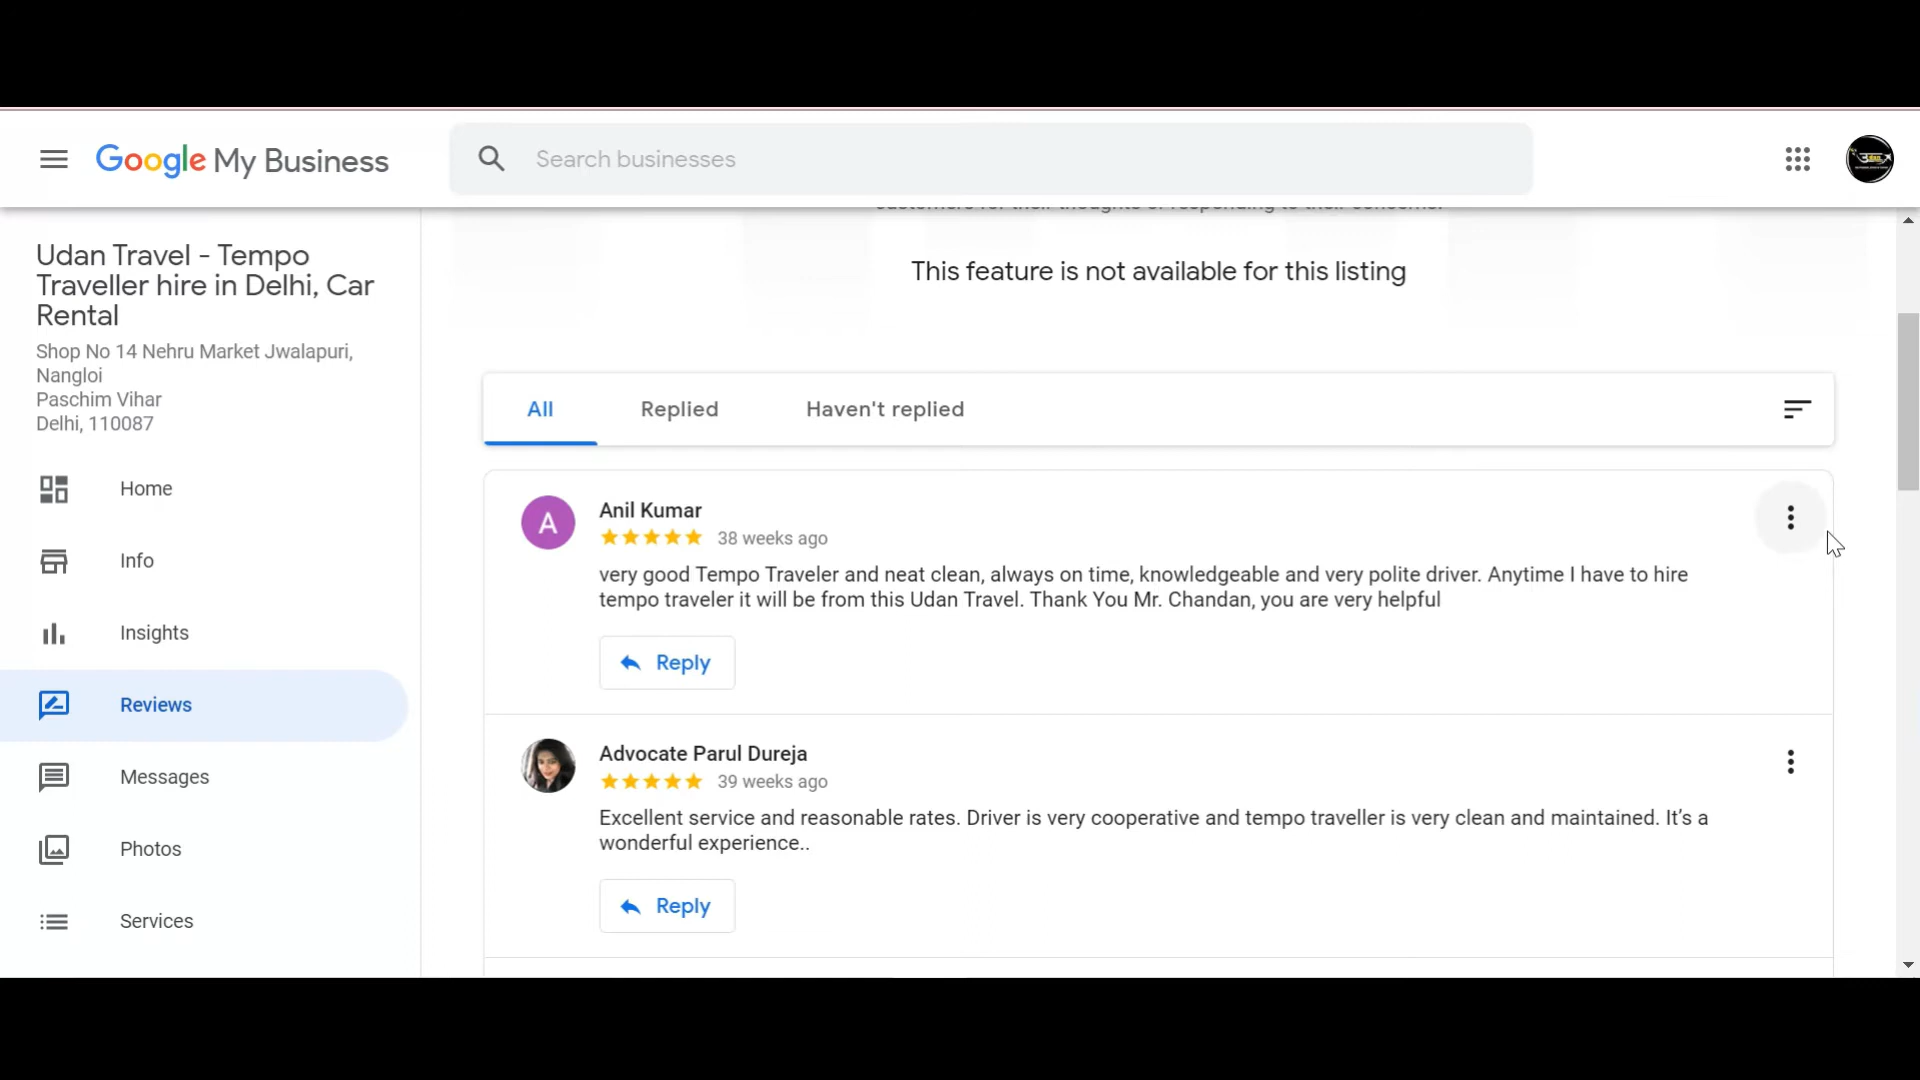 Google My Business
Search businesses
Udan Travel - Tempo
Traveller hire in Delhi, Car
Rental
Shop No 14 Nehru Market Jwalapuri,
Nangloi
Paschim Vihar
Delhi, 110087
Home
Info
Insights
Reviews
Messages
Photos
Services
This feature is not available for this listing
All
Replied
Haven't replied
A
Anil Kumar
38 weeks ago
very good Tempo Traveler and neat clean, always on time, knowledgeable and very polite driver. Anytime I have to hire
tempo traveler it will be from this Udan Travel. Thank You Mr. Chandan, you are very helpful
Reply
Advocate Parul Dureja
39 weeks ago
Excellent service and reasonable rates. Driver is very cooperative and tempo traveller is very clean and maintained. It's a
wonderful experience..
Reply